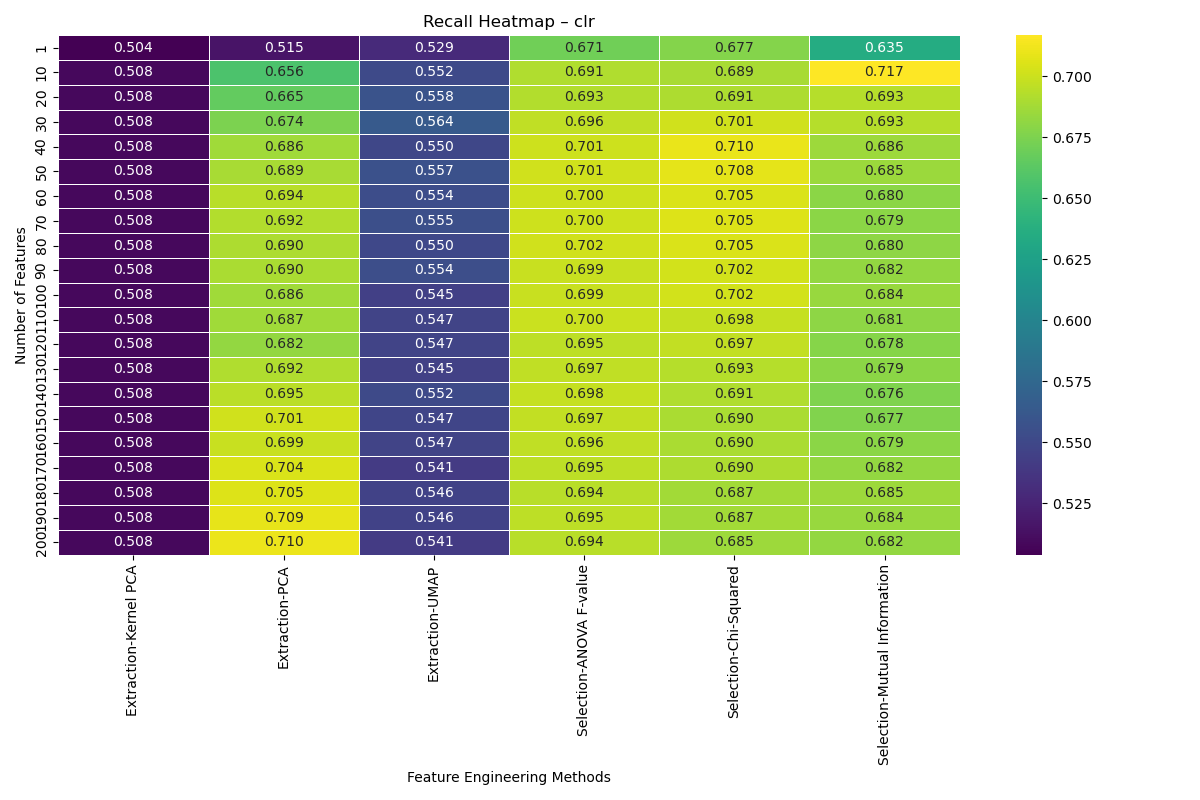 Recall Heatmap – clr
Number of Features
1 0.504 0.515 0.529 0.671 0.677 0.635
10 0.508 0.656 0.552 0.691 0.689 0.717
20 0.508 0.665 0.558 0.693 0.691 0.693
30 0.508 0.674 0.564 0.696 0.701 0.693
40 0.508 0.686 0.550 0.701 0.710 0.686
50 0.508 0.689 0.557 0.701 0.708 0.685
60 0.508 0.694 0.554 0.700 0.705 0.680
70 0.508 0.692 0.555 0.700 0.705 0.679
80 0.508 0.690 0.550 0.702 0.705 0.680
90 0.508 0.690 0.554 0.699 0.702 0.682
100 0.508 0.686 0.545 0.699 0.702 0.684
110 0.508 0.687 0.547 0.700 0.698 0.681
120 0.508 0.682 0.547 0.695 0.697 0.678
130 0.508 0.692 0.545 0.697 0.693 0.679
140 0.508 0.695 0.552 0.698 0.691 0.676
150 0.508 0.701 0.547 0.697 0.690 0.677
160 0.508 0.699 0.547 0.696 0.690 0.679
170 0.508 0.704 0.541 0.695 0.690 0.682
180 0.508 0.705 0.546 0.694 0.687 0.685
190 0.508 0.709 0.546 0.695 0.687 0.684
200 0.508 0.710 0.541 0.694 0.685 0.682
Extraction-Kernel PCA
Extraction-PCA
Extraction-UMAP
Selection-ANOVA F-value
Selection-Chi-Squared
Selection-Mutual Information
Feature Engineering Methods
0.700
0.675
0.650
0.625
0.600
0.575
0.550
0.525